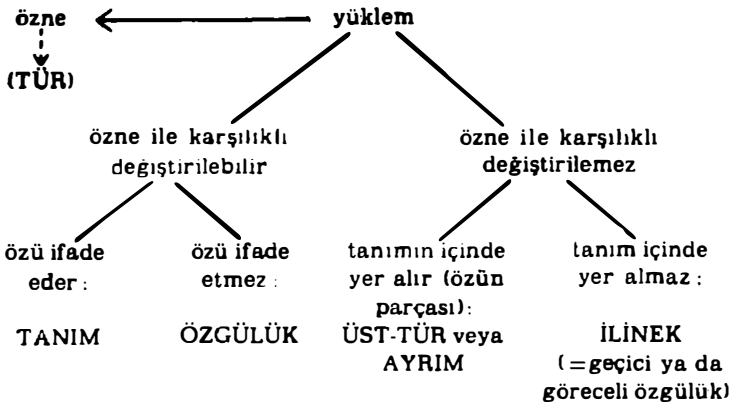 özne yüklem
(TÜR)
özne ile karşılıklı özne ile karşılıklı
değiştirilebilir değiştirilemez
özü ifade özü ifade tanımın içinde tanım içinde
eder : etmez : yer alır (özün yer almaz :
parçası):
TANIM ÖZGÜLÜK ÜST-TÜR veya İLİNEK
AYRIM (=geçici ya da
göreceli özgülük)